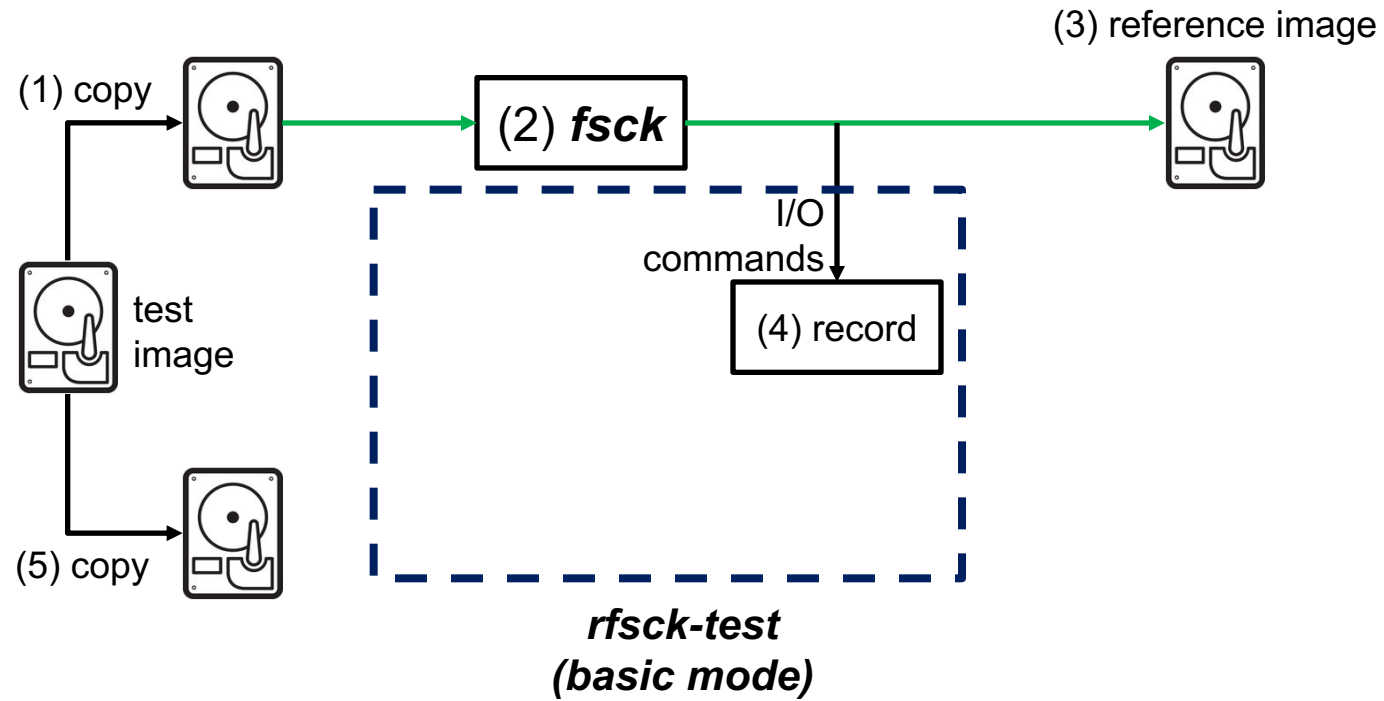 (3) reference image
(1) copy
(2) fsck
I/O
commands
(4) record
test
image
(5) copy
rfsck-test
(basic mode)